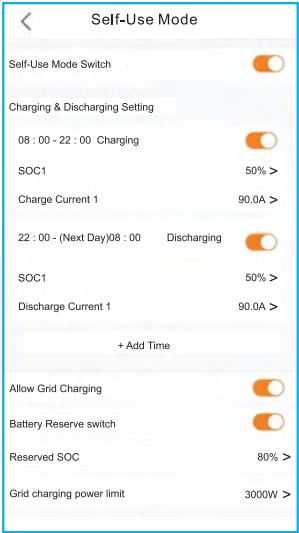 Self-Use Mode
Self-Use Mode Switch
Charging & Discharging Setting
08 : 00 - 22 : 00 Charging
SOC1 50% >
Charge Current 1 90.0A >
22 : 00 - (Next Day)08 : 00 Discharging
SOC1 50% >
Discharge Current 1 90.0A >
+ Add Time
Allow Grid Charging
Battery Reserve switch
Reserved SOC 80% >
Grid charging power limit 3000W >